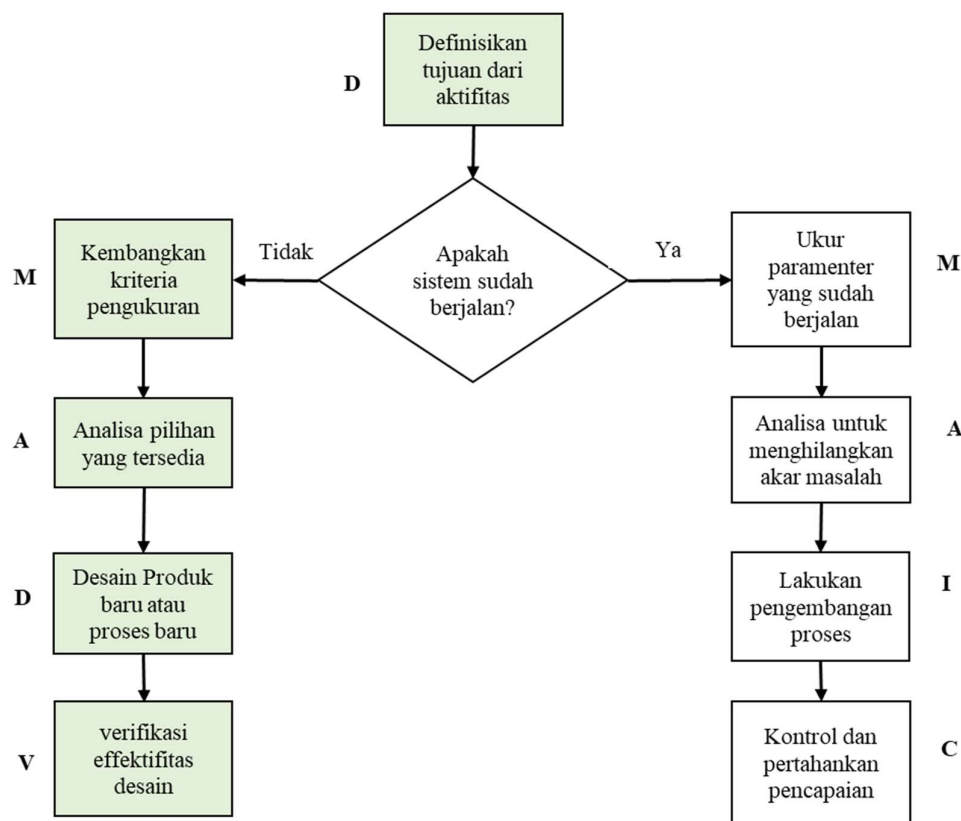 D
Definisikan
tujuan dari
aktifitas
Tidak
Apakah
sistem sudah
berjalan?
Ya
M
Kembangkan
kriteria
pengukuran
Ukur
paramenter
yang sudah
berjalan
M
A
Analisa pilihan
yang tersedia
Analisa untuk
menghilangkan
akar masalah
A
D
Desain Produk
baru atau
proses baru
Lakukan
pengembangan
proses
I
V
verifikasi
effektifitas
desain
Kontrol dan
pertahankan
pencapaian
C